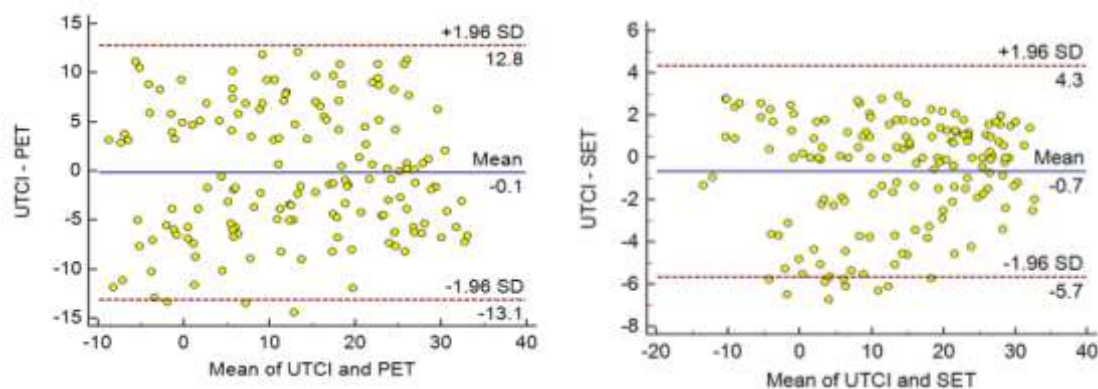 15
10
5
0
-5
-10
-15
-10 0 10 20 30 40
UTCI - PET
Mean of UTCI and PET
+1.96 SD
12.8
Mean
-0.1
-1.96 SD
-13.1
6
4
2
0
-2
-4
-6
-8
-20 -10 0 10 20 30 40
UTCI - SET
Mean of UTCI and SET
+1.96 SD
4.3
Mean
-0.7
-1.96 SD
-5.7